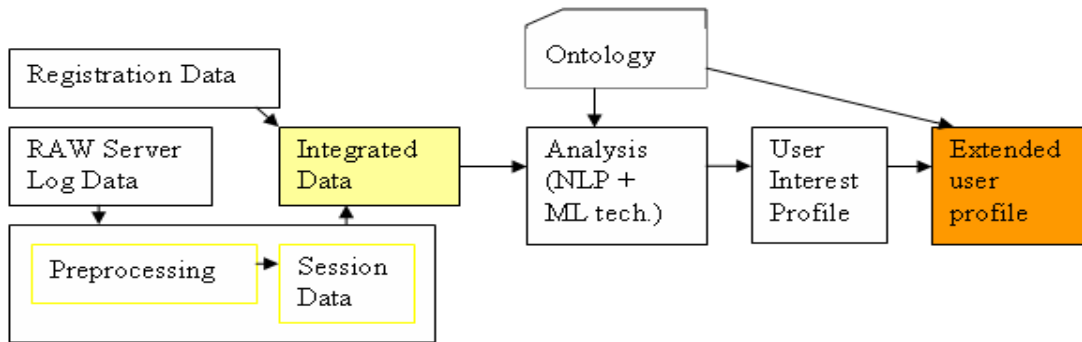 Registration Data
RAW Server
Log Data
Integrated
Data
Preprocessing
Session
Data
Ontology
Analysis
(NLP +
ML tech.)
User
Interest
Profile
Extended
user
profile